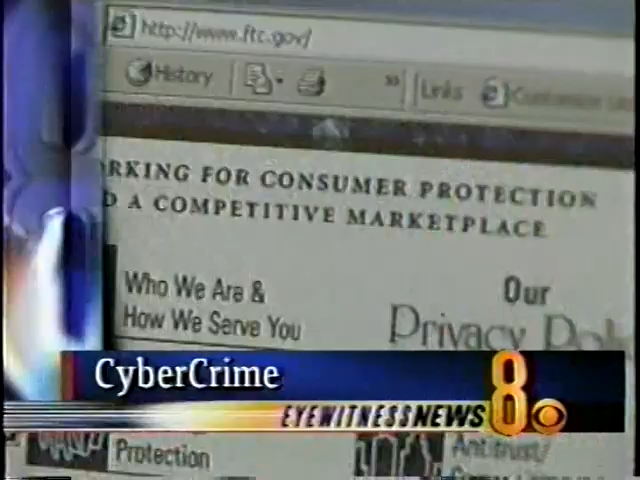 http://www.ftc.gov/
History
»
Links
RKING FOR CONSUMER PROTECTION
D A COMPETITIVE MARKETPLACE
Who We Are &
How We Serve You
Our
Privacy
CyberCrime
EYEWITNESS NEWS 8
Protection
Antitrust/